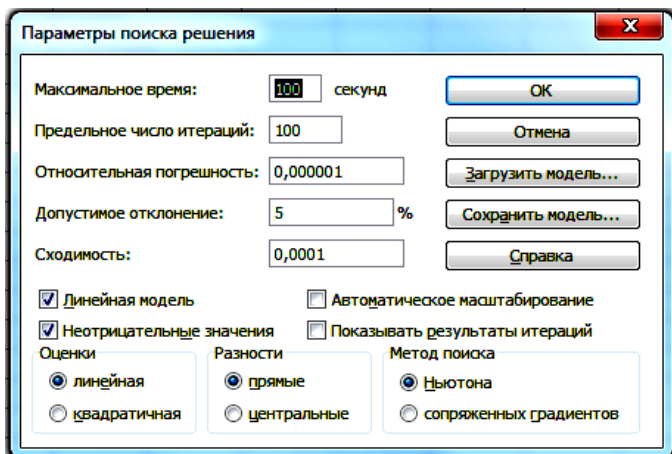 Параметры поиска решения
Максимальное время: 100 секунд ОК
Предельное число итераций: 100 Отмена
Относительная погрешность: 0,000001 Загрузить модель...
Допустимое отклонение: 5 % Сохранить модель...
Сходимость: 0,0001 Справка
Линейная модель Автоматическое масштабирование
Неотрицательные значения Показывать результаты итераций
Оценки Разности Метод поиска
линейная прямые Ньютона
квадратичная центральные сопряженных градиентов